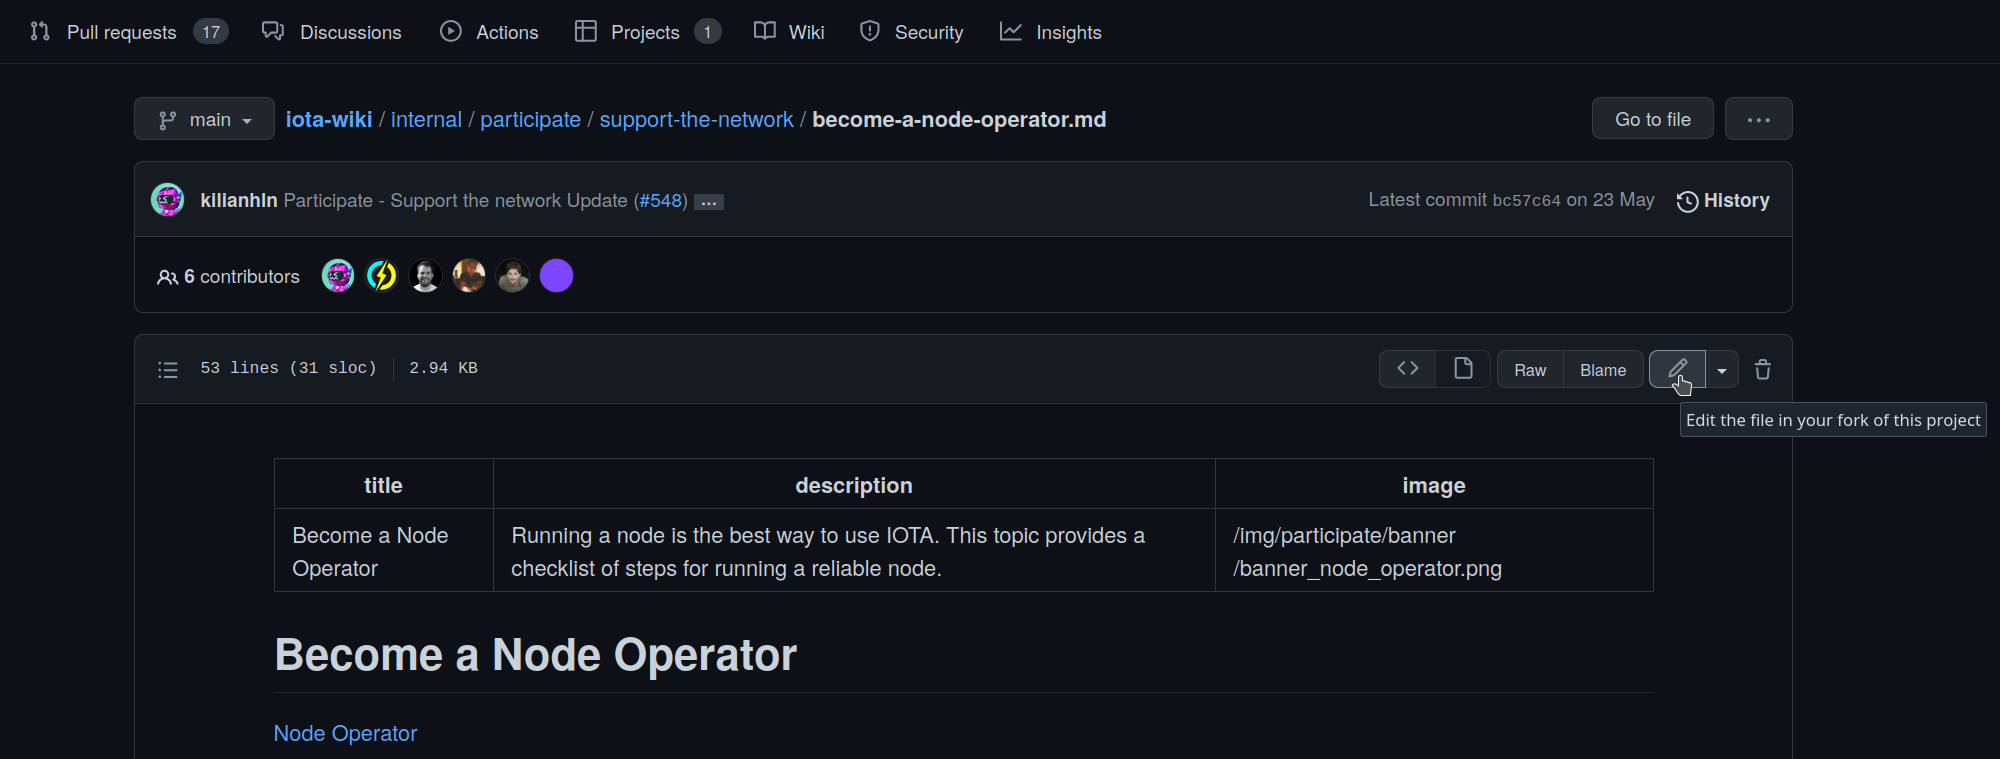 Pull requests 17 Discussions Actions Projects 1 Wiki Security Insights
main iota-wiki / internal / participate / support-the-network / become-a-node-operator.md Go to file ...
kilianhln Participate - Support the network Update (#548) ... Latest commit bc57c64 on 23 May History
6 contributors
53 lines (31 sloc) 2.94 KB <> Raw Blame
Edit the file in your fork of this project
title description image
Become a Node Running a node is the best way to use IOTA. This topic provides a /img/participate/banner
Operator checklist of steps for running a reliable node. /banner_node_operator.png
Become a Node Operator
Node Operator